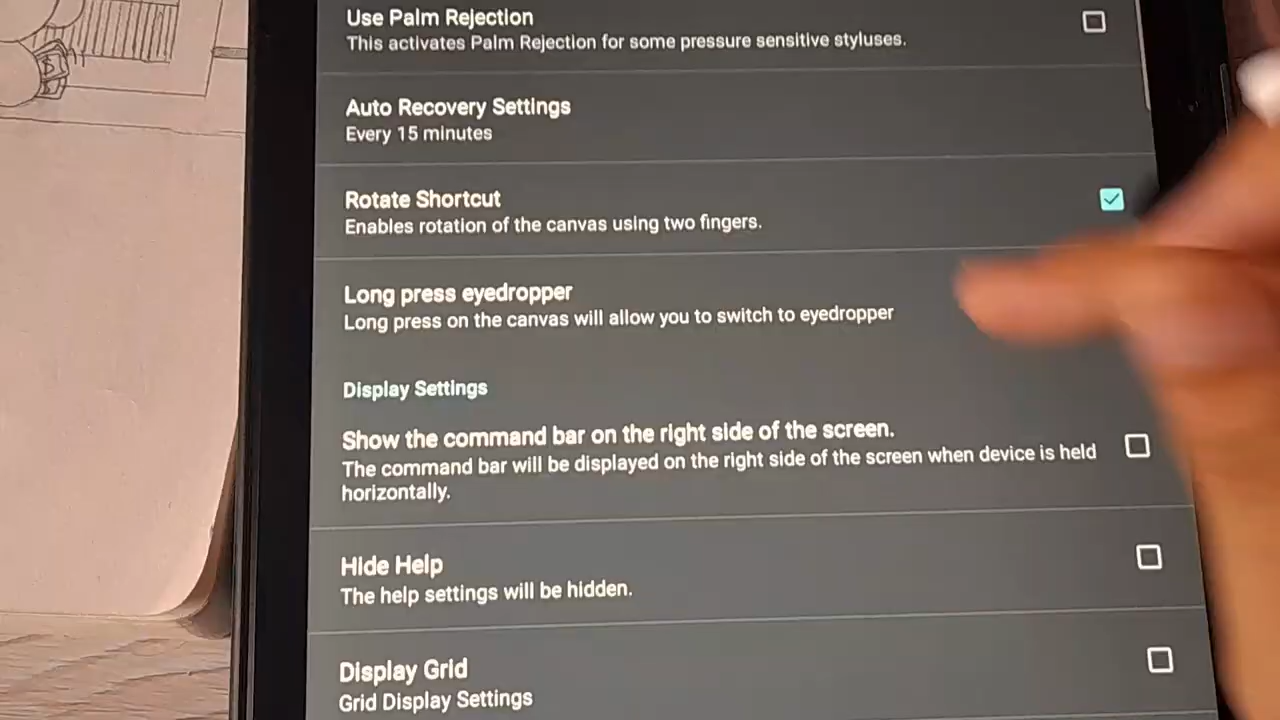 Use Palm Rejection
This activates Palm Rejection for some pressure sensitive styluses.
Auto Recovery Settings
Every 15 minutes
Rotate Shortcut
Enables rotation of the canvas using two fingers.
Long press eyedropper
Long press on the canvas will allow you to switch to eyedropper
Display Settings
Show the command bar on the right side of the screen.
The command bar will be displayed on the right side of the screen when device is held
horizontally.
Hide Help
The help settings will be hidden.
Display Grid
Grid Display Settings